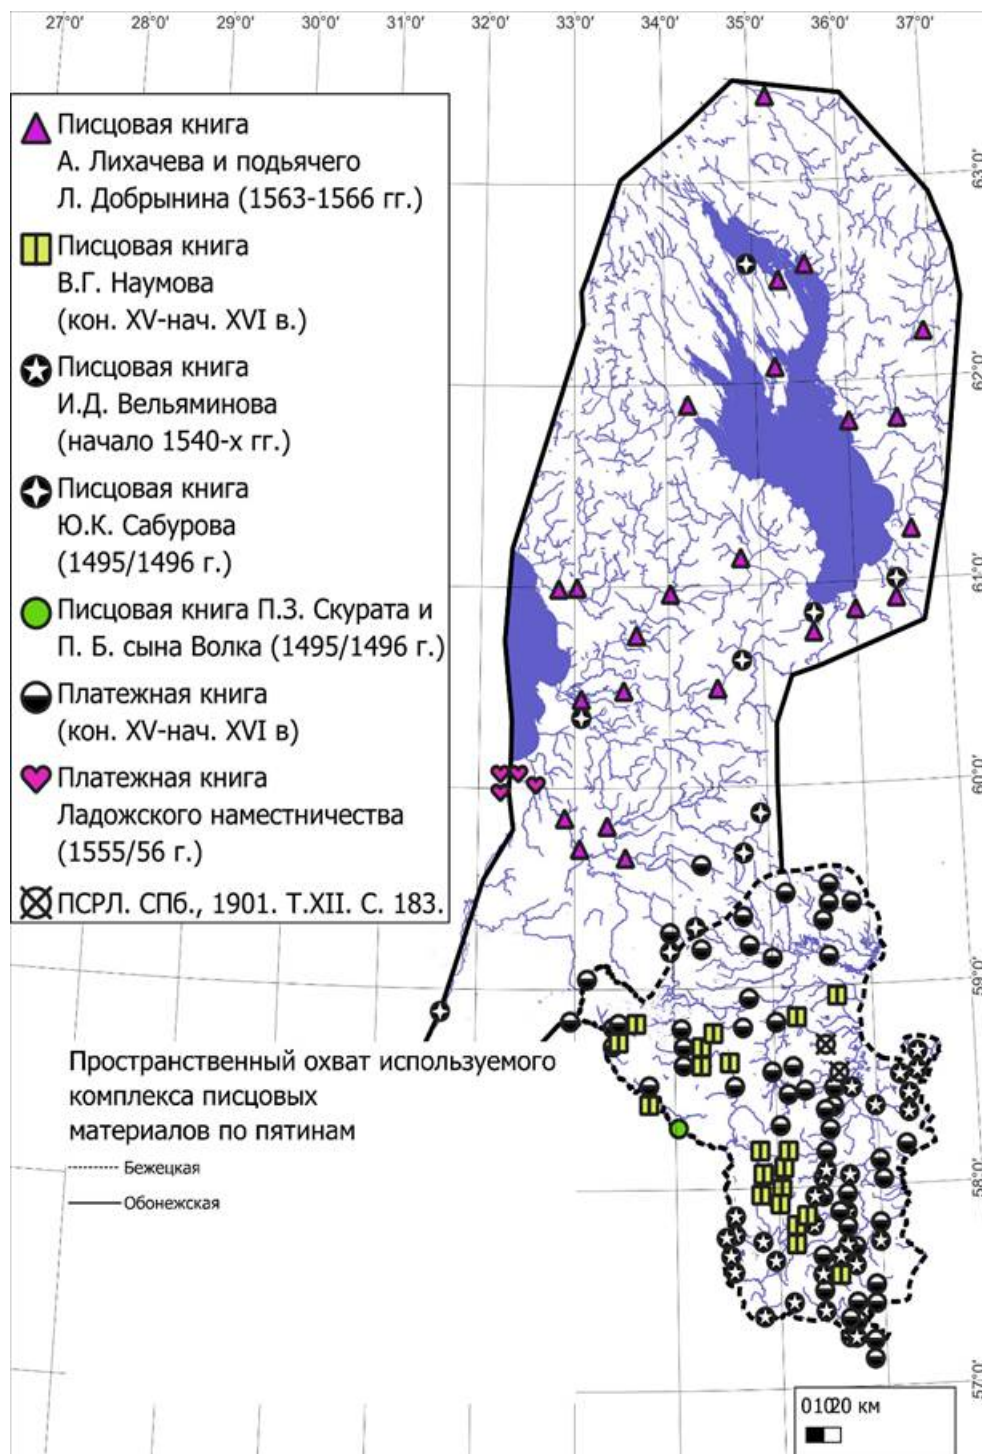 27°0' 28°0' 29°0' 30°0' 31°0' 32°0' 33°0' 34°0' 35°0' 36°0' 37°0'
Писцовая книга
А. Лихачева и подьячего
Л. Добрынина (1563-1566 гг.)
Писцовая книга
В.Г. Наумова
(кон. XV-нач. XVI в.)
Писцовая книга
И.Д. Вельяминова
(начало 1540-х гг.)
Писцовая книга
Ю.К. Сабурова
(1495/1496 г.)
Писцовая книга П.З. Скурата и
П. Б. сына Волка (1495/1496 г.)
Платежная книга
(кон. XV-нач. XVI в)
Платежная книга
Ладожского наместничества
(1555/56 г.)
ПСРЛ. СПб., 1901. Т.XII. С. 183.
63°0'
62°0'
61°0'
60°0'
59°0'
58°0'
57°0'
Пространственный охват используемого
комплекса писцовых
материалов по пятинам
Бежецкая
Обонежская
01020 км